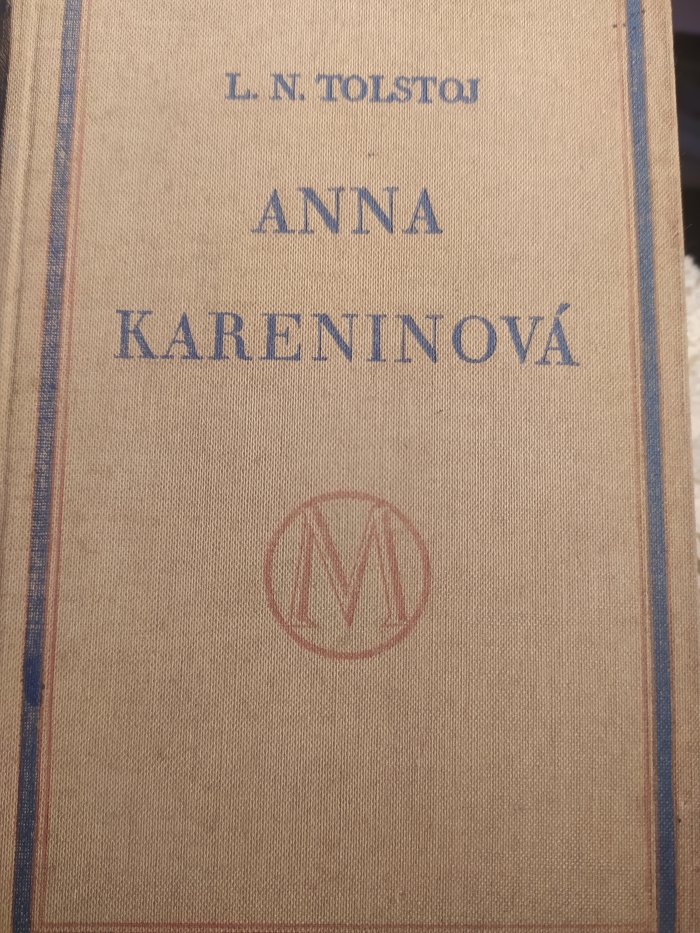 L. N. TOLSTOJ
ANNA
KARENINOVÁ
M